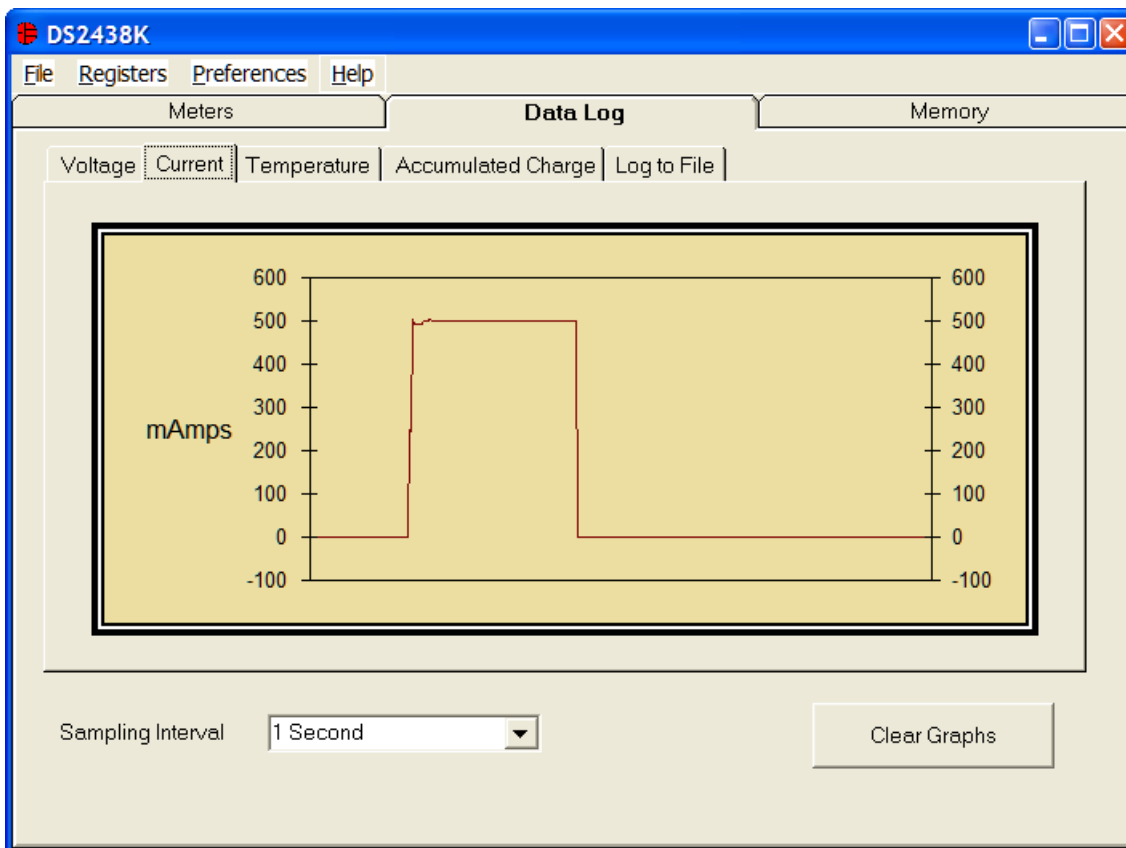 DS2438K
File Registers Preferences Help
Meters Data Log Memory
Voltage Current Temperature Accumulated Charge Log to File
600 600
500 500
400 400
300 300
mAmps
200 200
100 100
0 0
-100 -100
Sampling Interval 1 Second Clear Graphs